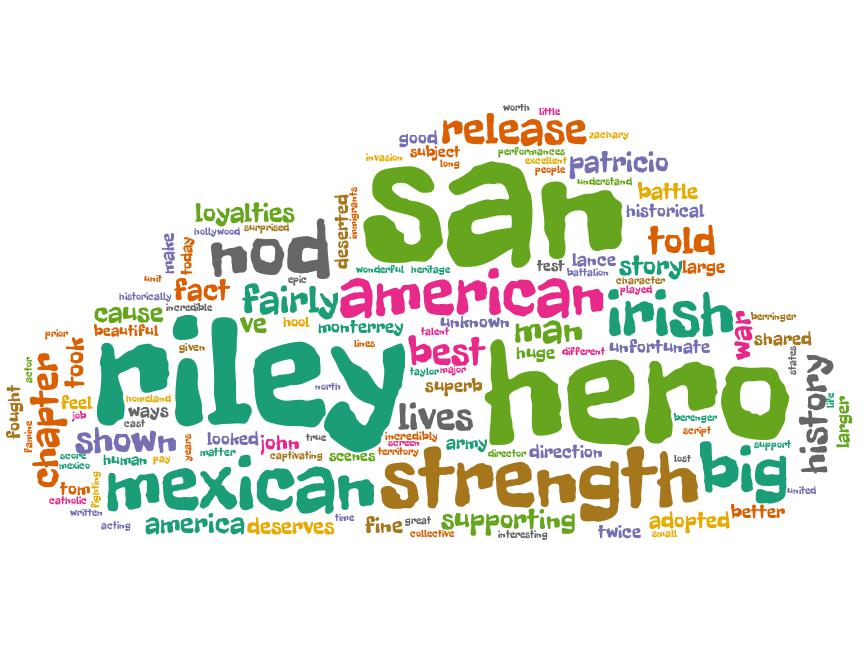 worth little
good release zachary
invasion subject long performances excellent people patricio
understand
loyalties hollywood surprised deserted immigrants san battle
historical
make today nod epic told
wonderful heritage test lance battalion story large
unit fact fairly american character played irish war
historically incredible
cause beautiful ve hool monterrey talent unknown man berringer
prior took given riley lines best huge different unfortunate shared
north taylor major superb hero states
actor chapter feel homeland ways job cast lives history life larger
fought famine shown looked john true incredibly screen territory army director direction berenger script support
score mexico human pay years matter captivating scenes lost
tom catholic fighting mexican strength big united
written acting america deserves time fine great collective supporting interesting twice adopted small better